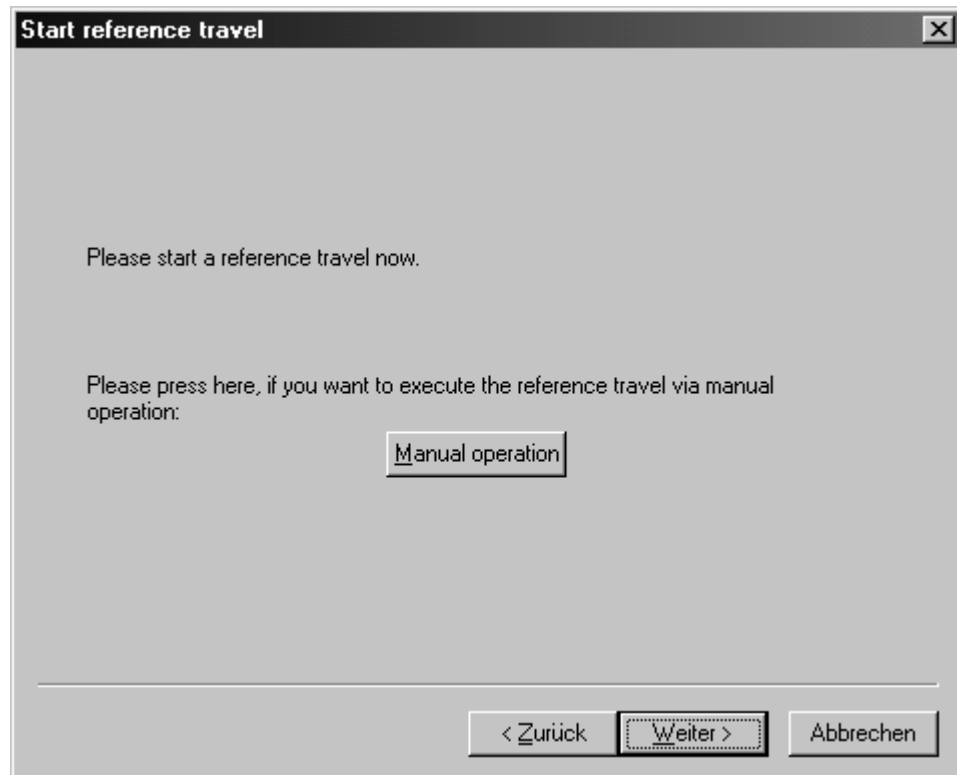 Start reference travel
Please start a reference travel now.
Please press here, if you want to execute the reference travel via manual
operation:
Manual operation
< Zurück
Weiter >
Abbrechen